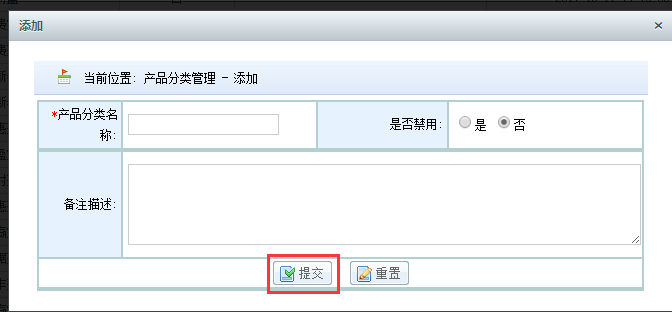 添加
×
当前位置: 产品分类管理 - 添加
*产品分类名
称:
是否禁用:
是
否
备注描述:
提交
重置